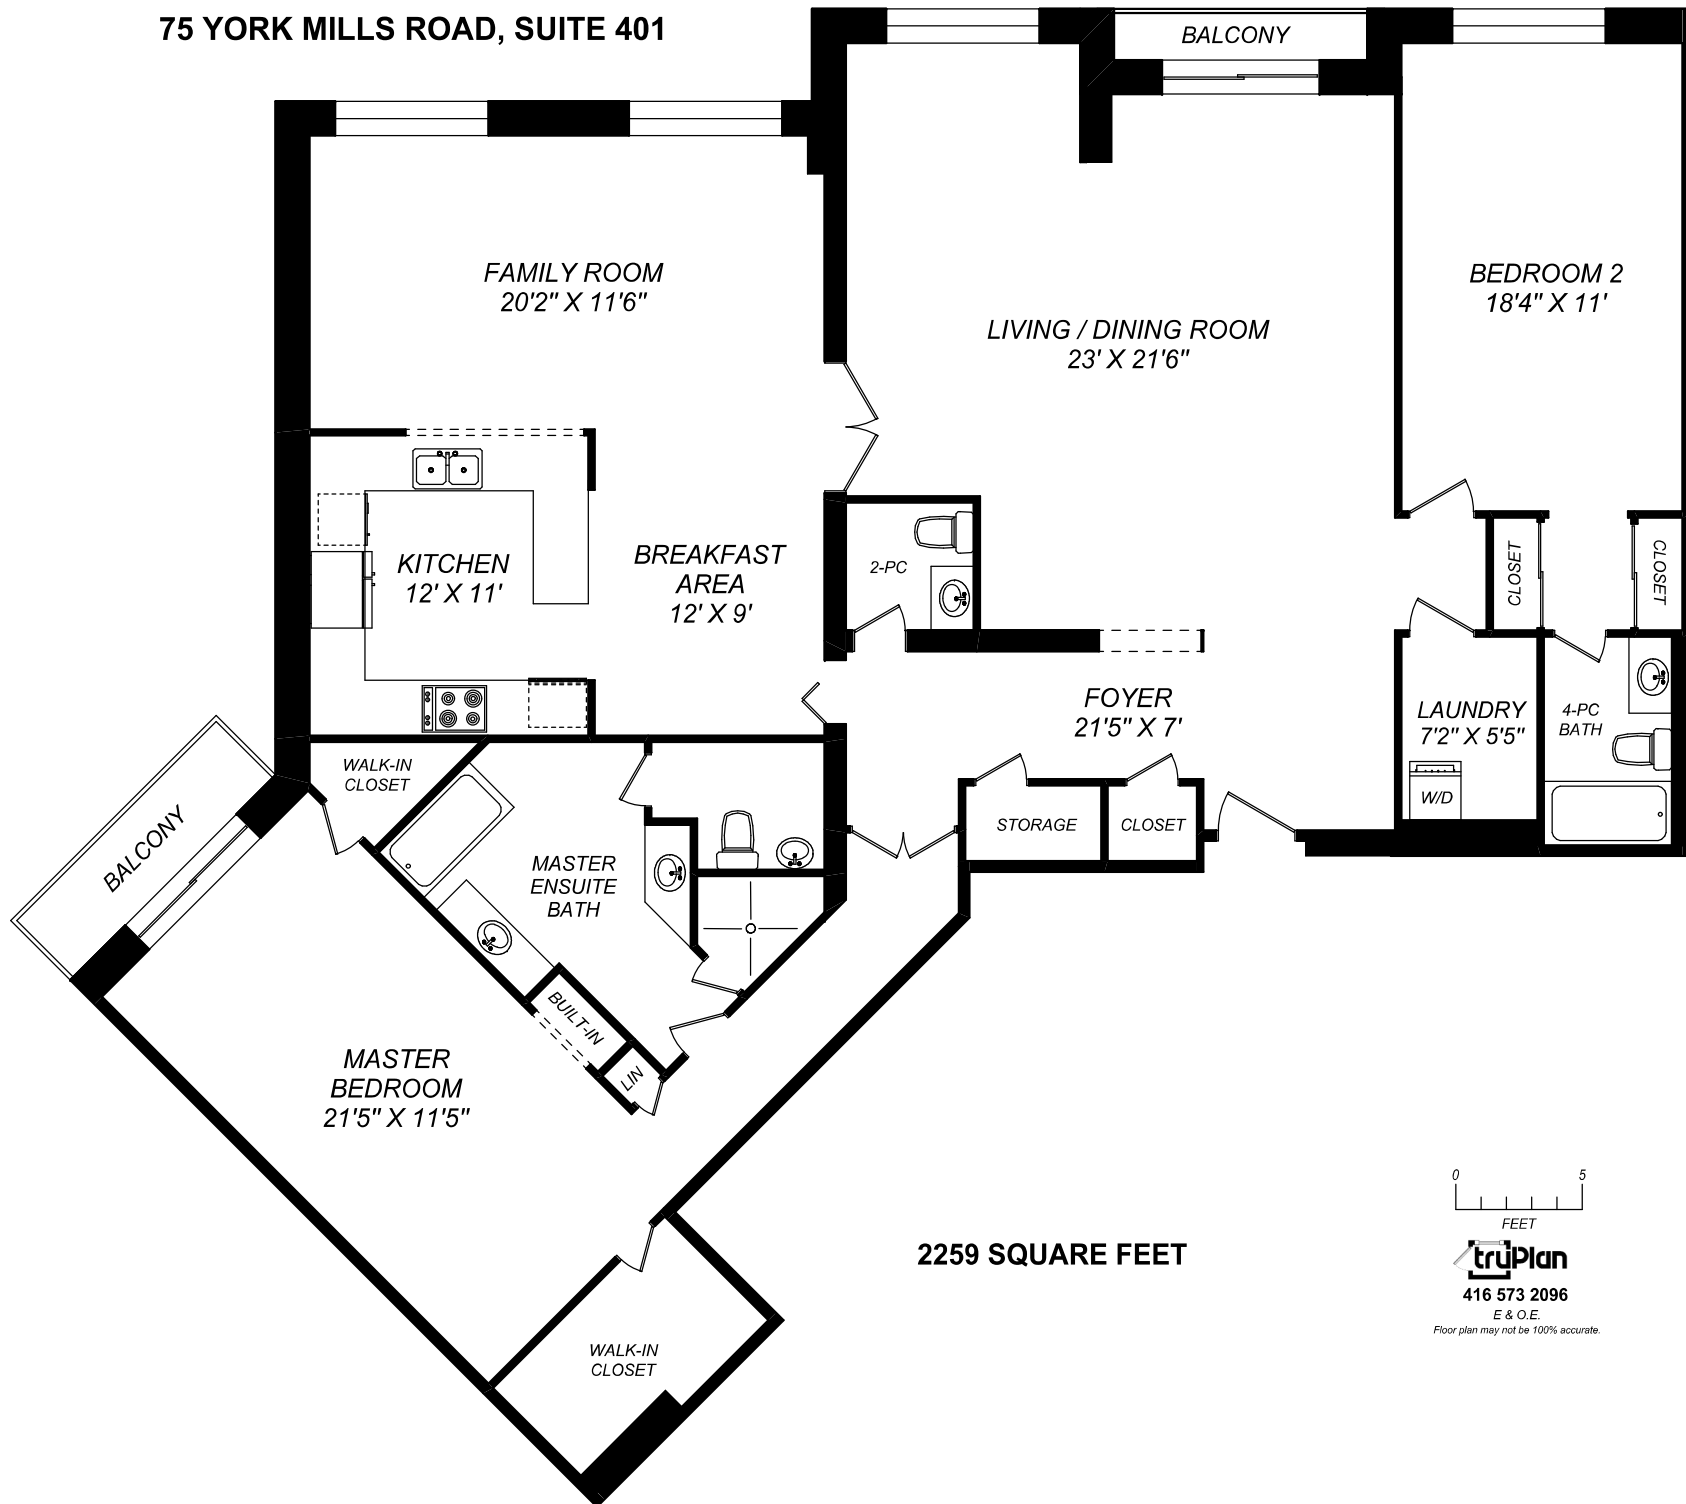 75 YORK MILLS ROAD, SUITE 401
BALCONY
FAMILY ROOM
20'2" X 11'6"
LIVING / DINING ROOM
23' X 21'6"
BEDROOM 2
18'4" X 11'
KITCHEN
12' X 11'
BREAKFAST
AREA
12' X 9'
2-PC
CLOSET
CLOSET
FOYER
21'5" X 7'
LAUNDRY
7'2" X 5'5"
W/D
4-PC
BATH
WALK-IN
CLOSET
STORAGE
CLOSET
BALCONY
MASTER
ENSUITE
BATH
BUILT-IN
LIN
MASTER
BEDROOM
21'5" X 11'5"
WALK-IN
CLOSET
2259 SQUARE FEET
0 5
FEET
truPlan
416 573 2096
E & O.E.
Floor plan may not be 100% accurate.